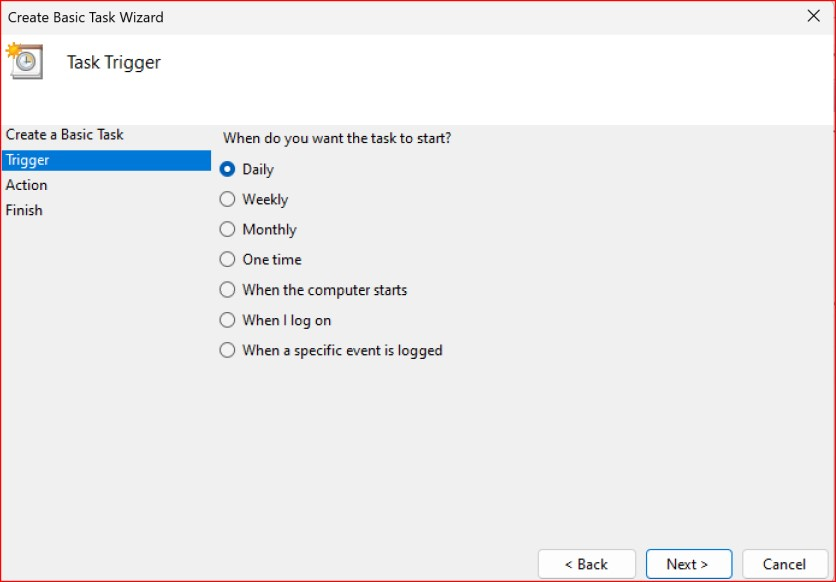 Create Basic Task Wizard
Task Trigger
Create a Basic Task
Trigger
Action
Finish
When do you want the task to start?
Daily
Weekly
Monthly
One time
When the computer starts
When I log on
When a specific event is logged
< Back
Next >
Cancel